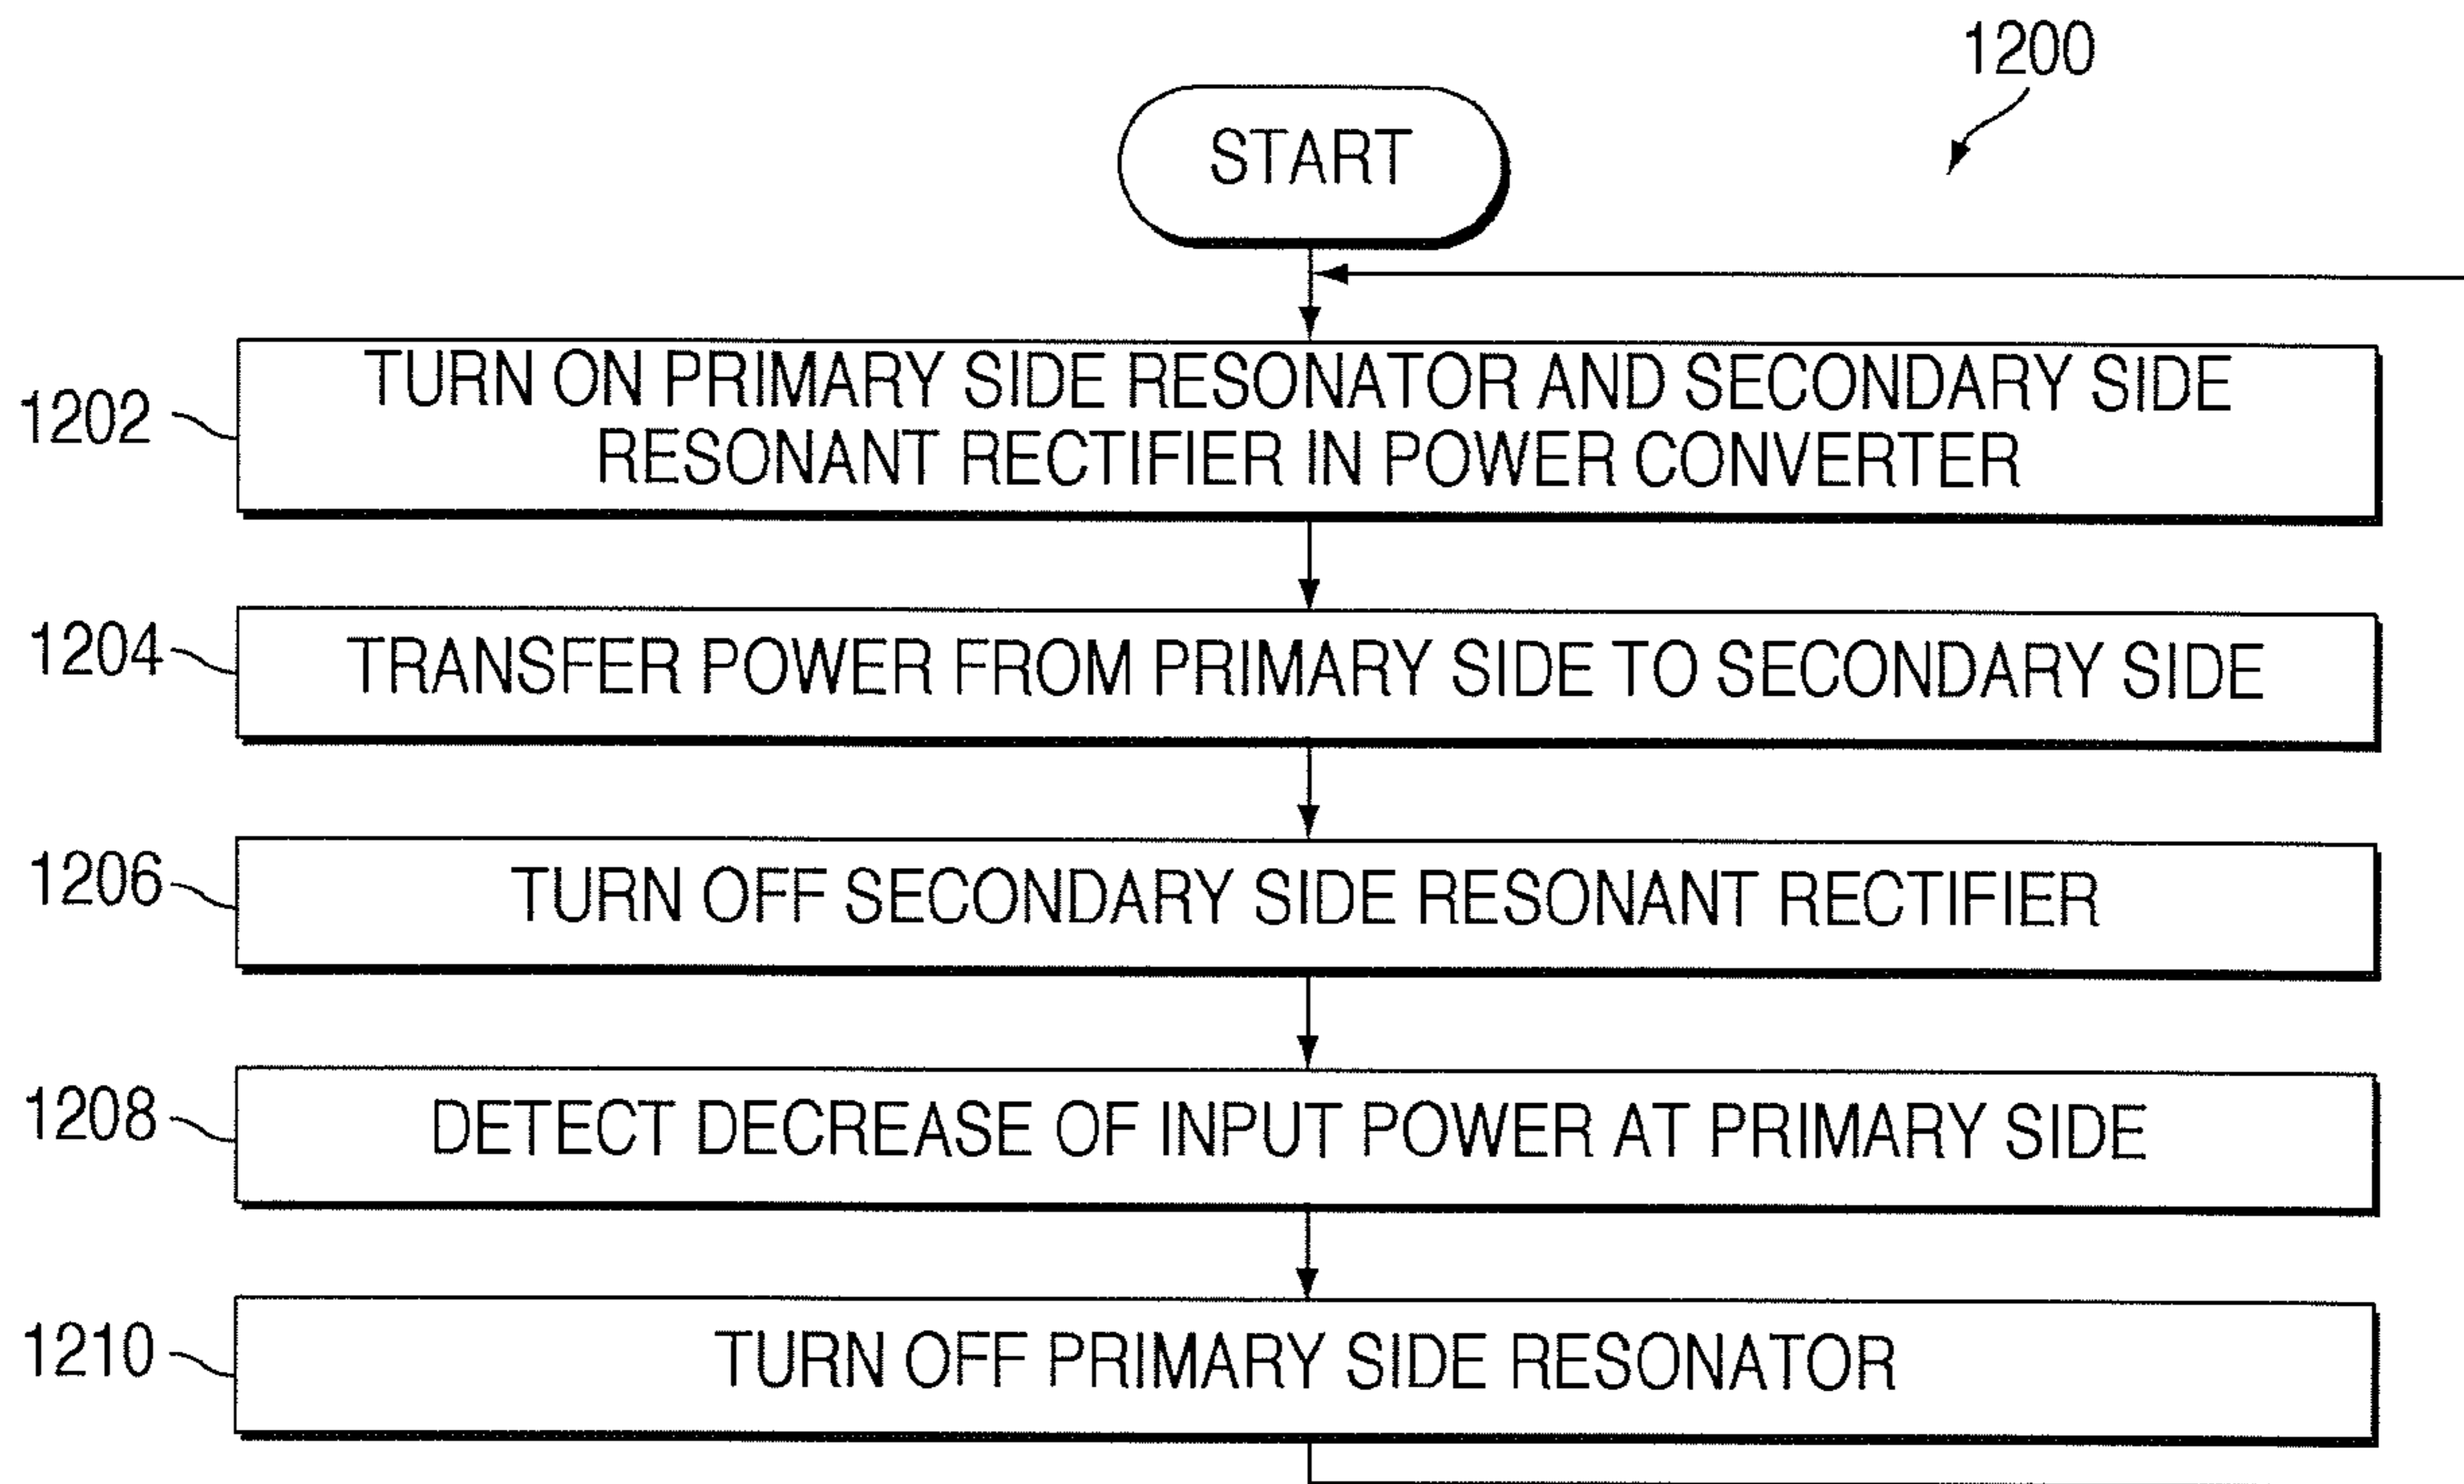 1200
START
1202
TURN ON PRIMARY SIDE RESONATOR AND SECONDARY SIDE
RESONANT RECTIFIER IN POWER CONVERTER
1204
TRANSFER POWER FROM PRIMARY SIDE TO SECONDARY SIDE
1206
TURN OFF SECONDARY SIDE RESONANT RECTIFIER
1208
DETECT DECREASE OF INPUT POWER AT PRIMARY SIDE
1210
TURN OFF PRIMARY SIDE RESONATOR